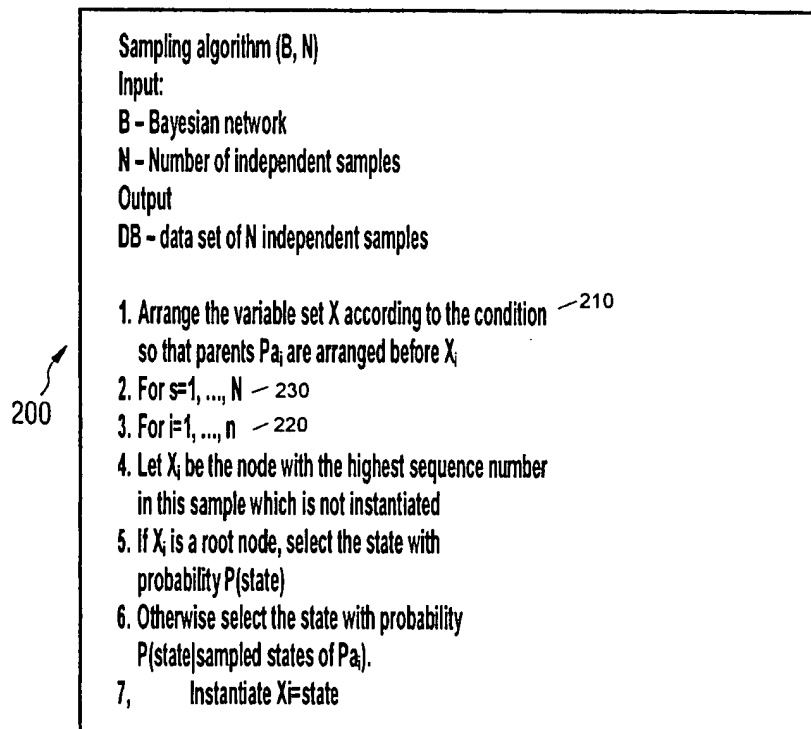 Sampling algorithm (B, N)
Input:
B – Bayesian network
N – Number of independent samples
Output
DB – data set of N independent samples
1. Arrange the variable set X according to the condition 210
so that parents Paᵢ are arranged before Xᵢ
200
2. For s=1, ..., N 230
3. For i=1, ..., n 220
4. Let Xᵢ be the node with the highest sequence number
in this sample which is not instantiated
5. If Xᵢ is a root node, select the state with
probability P(state)
6. Otherwise select the state with probability
P(state|sampled states of Paᵢ).
7, Instantiate Xi=state